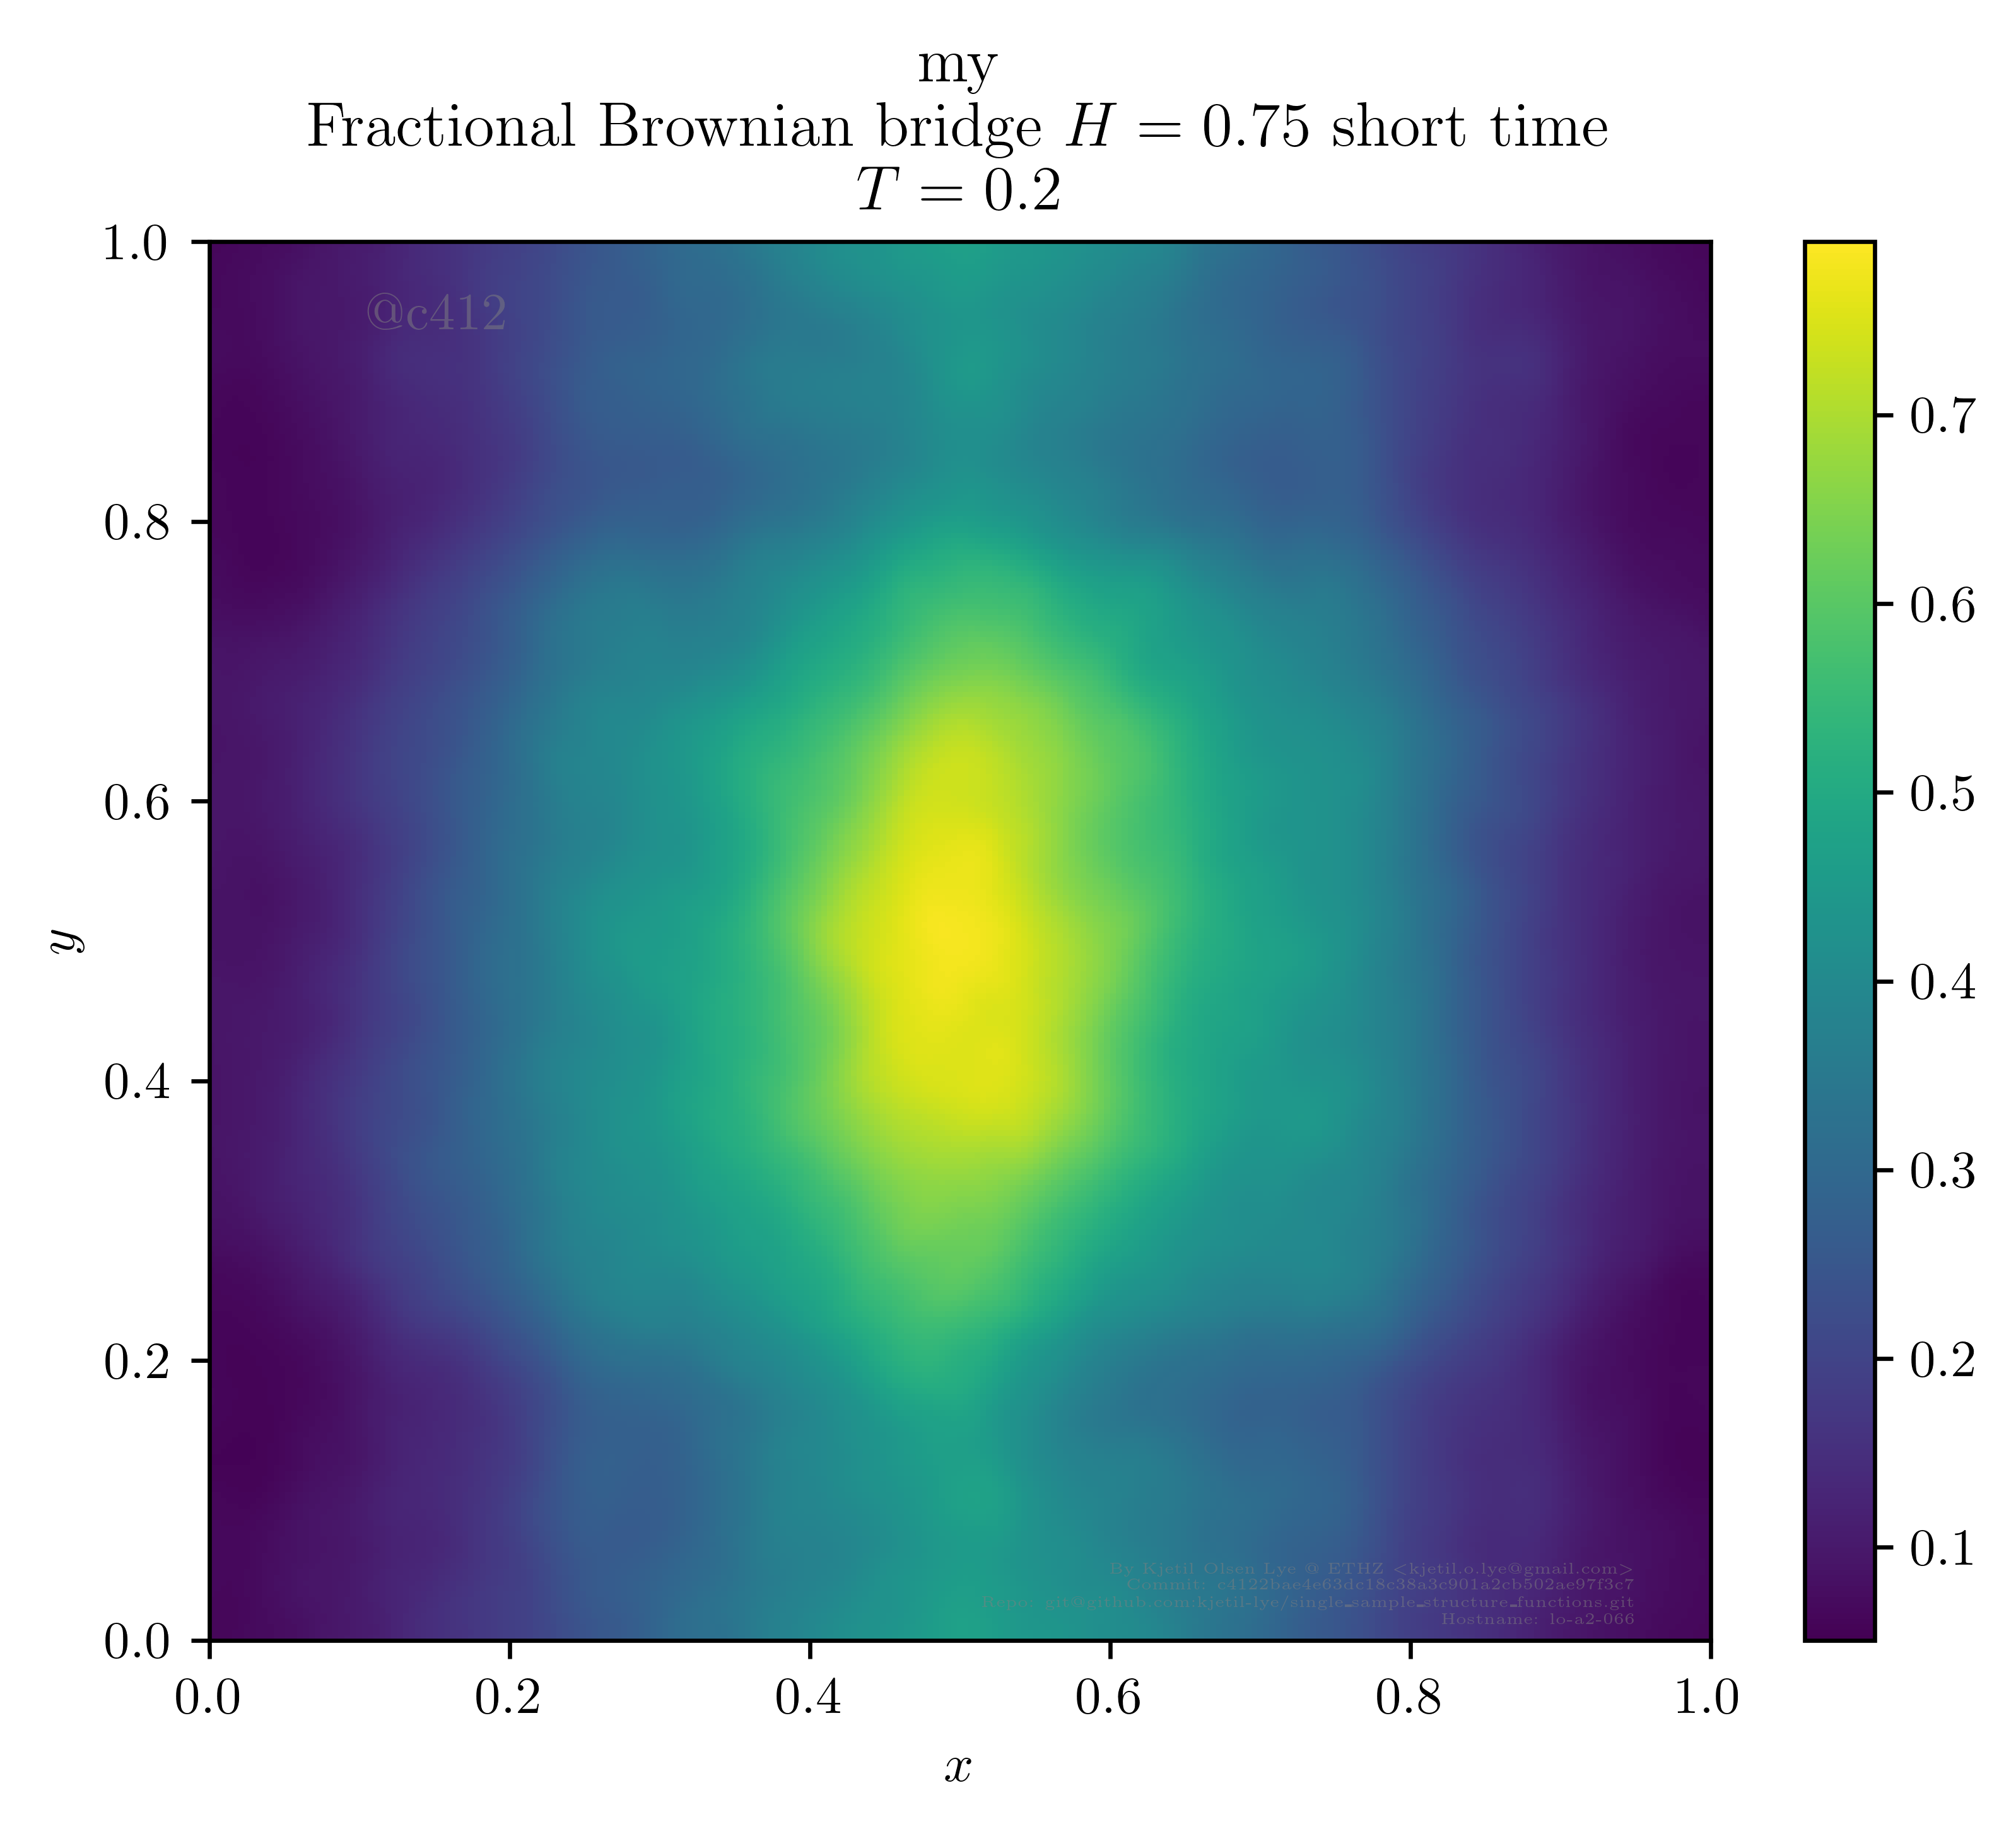 my
Fractional Brownian bridge H = 0.75 short time
T = 0.2
1.0
0.8
0.6
0.4
0.2
0.0
y
@c412
0.7
0.6
0.5
0.4
0.3
0.2
0.1
By Kjetil Olsen Lye @ ETHZ <kjetil.o.lye@gmail.com>
Commit: c4122bae4e63dc18c38a3c901a2cb502ae97f3c7
Repo: git@github.com:kjetil-lye/single_sample_structure_functions.git
Hostname: lo-a2-066
0.0 0.2 0.4 0.6 0.8 1.0
x